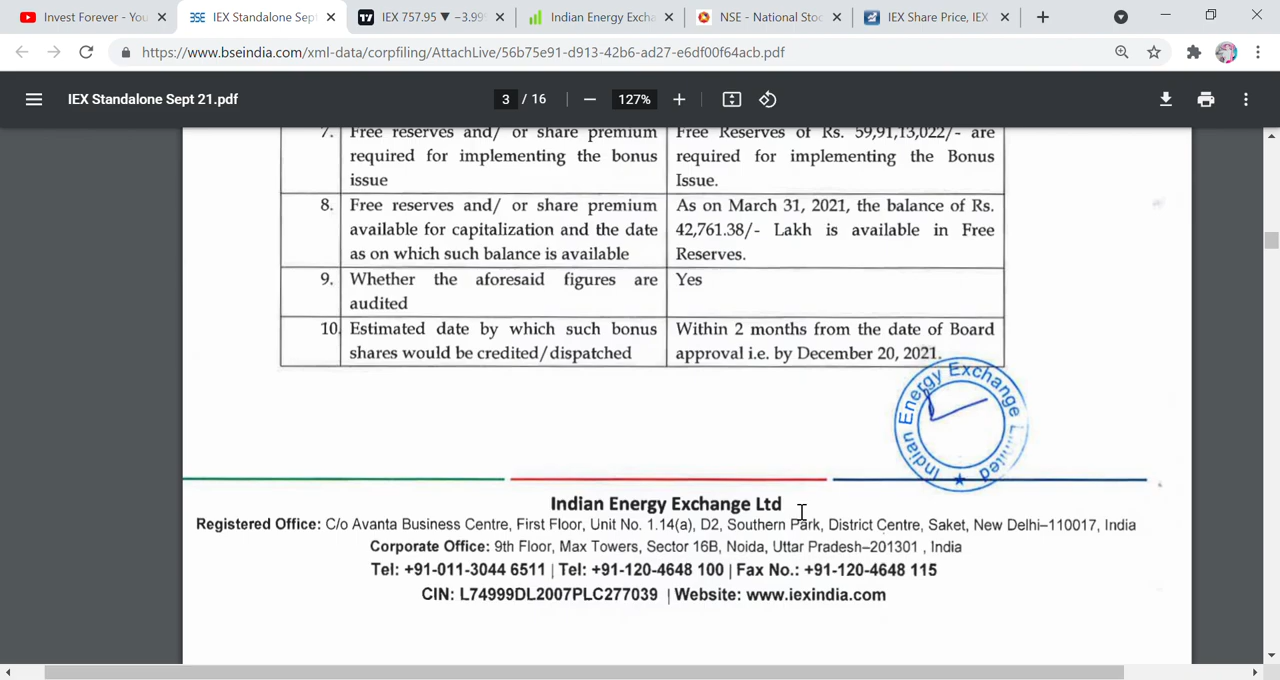 Invest Forever - You
IEX Standalone Sept
IEX 757.95 ▼ −3.99
Indian Energy Excha
NSE - National Stoc
IEX Share Price, IEX
https://www.bseindia.com/xml-data/corpfiling/AttachLive/56b75e91-d913-42b6-ad27-e6df00f64acb.pdf
IEX Standalone Sept 21.pdf
3 / 16
127%
7. Free reserves and/ or share premium
required for implementing the bonus
issue
Free Reserves of Rs. 59,91,13,022/- are
required for implementing the Bonus
Issue.
8. Free reserves and/ or share premium
available for capitalization and the date
as on which such balance is available
As on March 31, 2021, the balance of Rs.
42,761.38/- Lakh is available in Free
Reserves.
9. Whether the aforesaid figures are
audited
Yes
10. Estimated date by which such bonus
shares would be credited/dispatched
Within 2 months from the date of Board
approval i.e. by December 20, 2021.
Indian Energy Exchange Limited
Indian Energy Exchange Ltd
Registered Office: C/o Avanta Business Centre, First Floor, Unit No. 1.14(a), D2, Southern Park, District Centre, Saket, New Delhi–110017, India
Corporate Office: 9th Floor, Max Towers, Sector 16B, Noida, Uttar Pradesh–201301 , India
Tel: +91-011-3044 6511 | Tel: +91-120-4648 100 | Fax No.: +91-120-4648 115
CIN: L74999DL2007PLC277039 | Website: www.iexindia.com